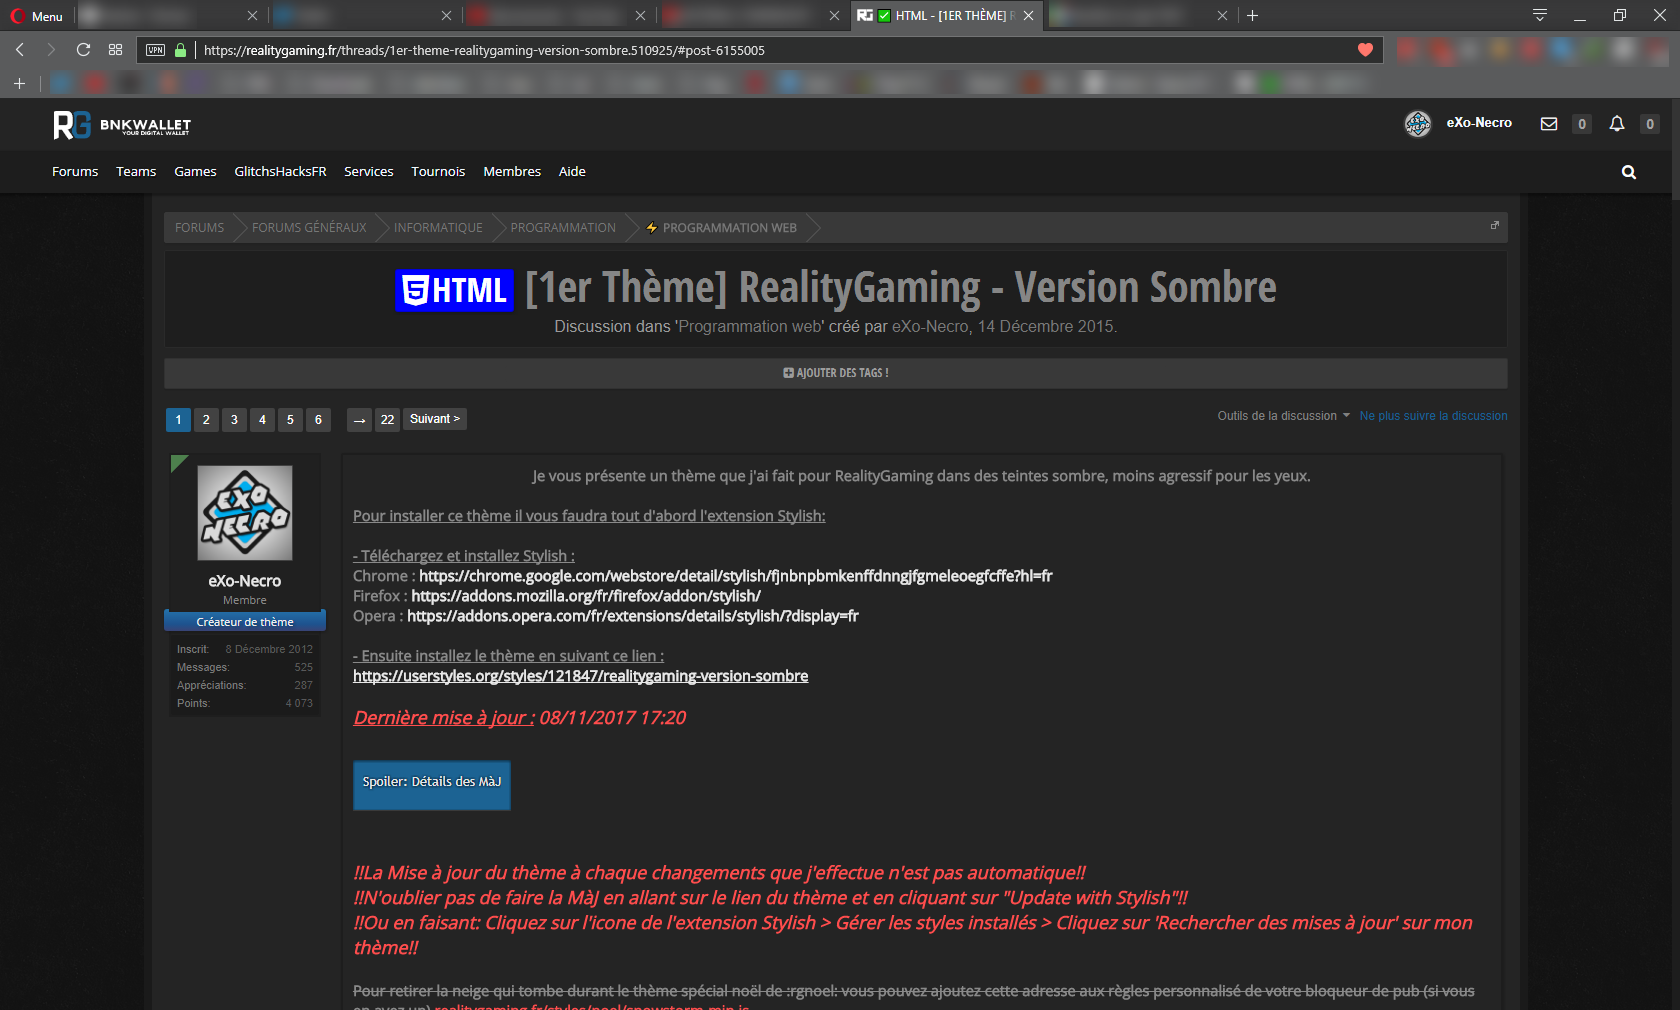 Menu
HTML - [1ER THÈME] R
VPN https://realitygaming.fr/threads/1er-theme-realitygaming-version-sombre.510925/#post-6155005
RG BNKWALLET
YOUR DIGITAL WALLET
eXo-Necro 0 0
Forums Teams Games GlitchsHacksFR Services Tournois Membres Aide
FORUMS FORUMS GÉNÉRAUX INFORMATIQUE PROGRAMMATION PROGRAMMATION WEB
HTML [1er Thème] RealityGaming - Version Sombre
Discussion dans 'Programmation web' créé par eXo-Necro, 14 Décembre 2015.
AJOUTER DES TAGS !
1 2 3 4 5 6 → 22 Suivant > Outils de la discussion Ne plus suivre la discussion
EXO NECRO
eXo-Necro
Membre
Créateur de thème
Inscrit: 8 Décembre 2012
Messages: 525
Appréciations: 287
Points: 4 073
Je vous présente un thème que j'ai fait pour RealityGaming dans des teintes sombre, moins agressif pour les yeux.
Pour installer ce thème il vous faudra tout d'abord l'extension Stylish:
- Téléchargez et installez Stylish :
Chrome : https://chrome.google.com/webstore/detail/stylish/fjnbnpbmkenffdnngjfgmeleoegfcffe?hl=fr
Firefox : https://addons.mozilla.org/fr/firefox/addon/stylish/
Opera : https://addons.opera.com/fr/extensions/details/stylish/?display=fr
- Ensuite installez le thème en suivant ce lien :
https://userstyles.org/styles/121847/realitygaming-version-sombre
Dernière mise à jour : 08/11/2017 17:20
Spoiler: Détails des MàJ
!!La Mise à jour du thème à chaque changements que j'effectue n'est pas automatique!!
!!N'oublier pas de faire la MàJ en allant sur le lien du thème et en cliquant sur "Update with Stylish"!!
!!Ou en faisant: Cliquez sur l'icone de l'extension Stylish > Gérer les styles installés > Cliquez sur 'Rechercher des mises à jour' sur mon
thème!!
Pour retirer la neige qui tombe durant le thème spécial noël de :rgnoel: vous pouvez ajoutez cette adresse aux règles personnalisé de votre bloqueur de pub (si vous
en avez un) realitygaming.fr/styles/noel/snowstorm-min.js